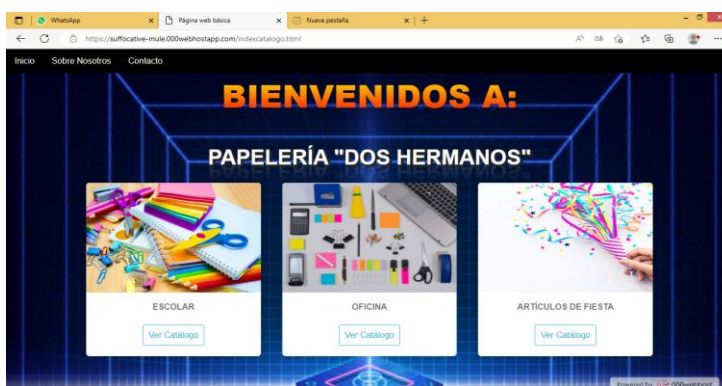 WhatsApp
Página web básica
Nueva pestaña
https://suffocative-mule.000webhostapp.com/indexcatalogo.html
Inicio Sobre Nosotros Contacto
BIENVENIDOS A:
PAPELERÍA "DOS HERMANOS"
ESCOLAR
Ver Catálogo
OFICINA
Ver Catálogo
ARTÍCULOS DE FIESTA
Ver Catálogo
Powered by 000webhost